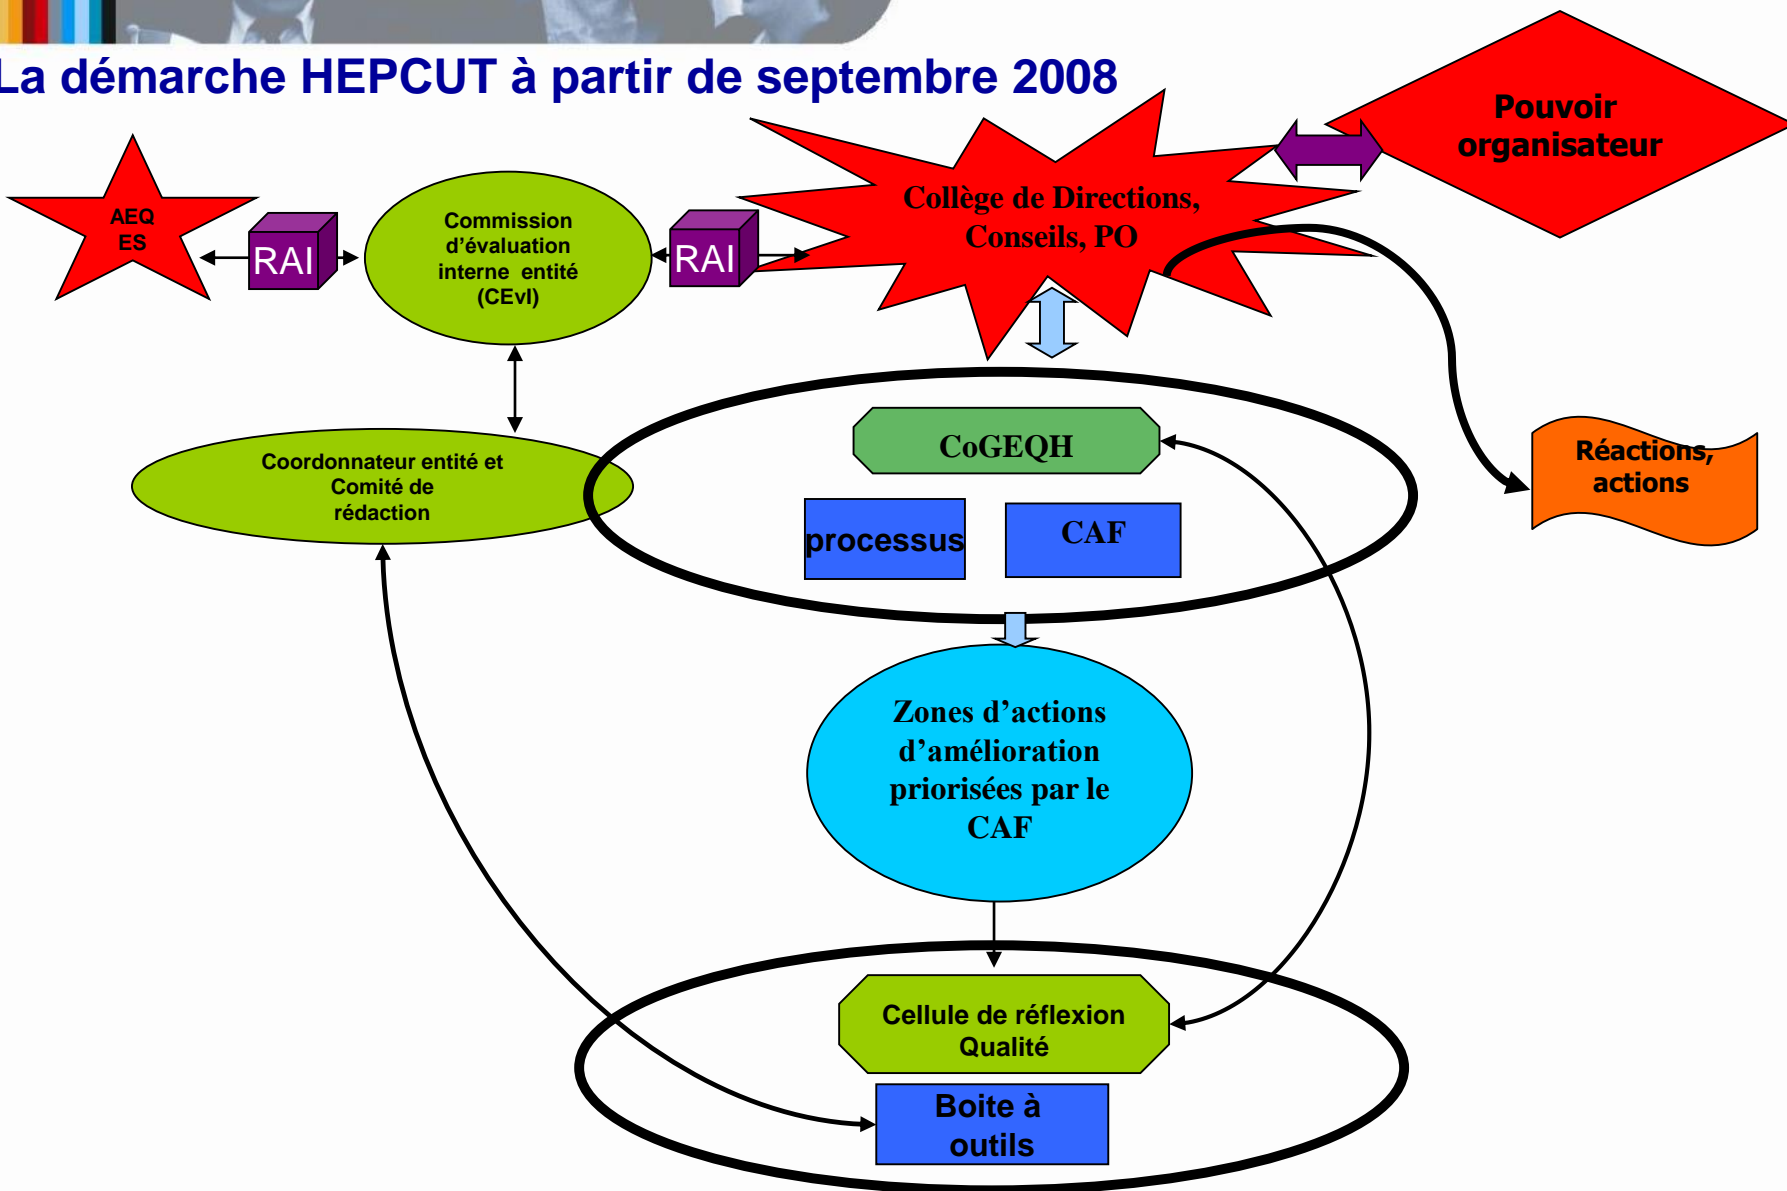 La démarche HEPCUT à partir de septembre 2008
Pouvoir
organisateur
AEQ
ES
RAI
Commission
d’évaluation
interne entité
(CEvI)
RAI
Collège de Directions,
Conseils, PO
CoGEQH
Coordonnateur entité et
Comité de
rédaction
processus
CAF
Réactions,
actions
Zones d’actions
d’amélioration
priorisées par le
CAF
Cellule de réflexion
Qualité
Boite à
outils